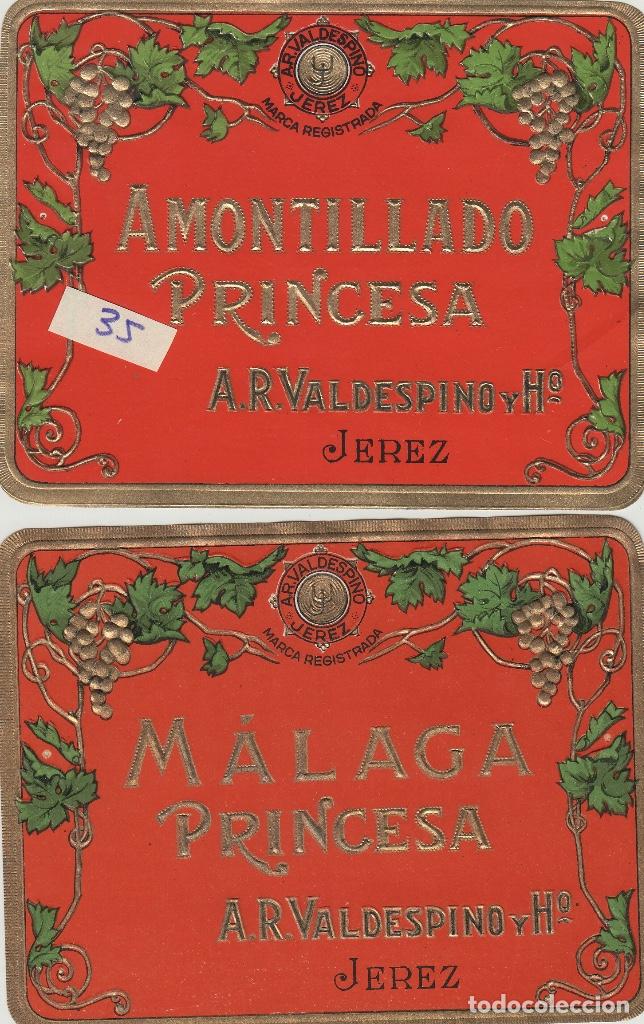 A.R.VALDESPINO
JEREZ
MARCA REGISTRADA
AMONTILLADO
PRINCESA
35
A.R.VALDESPINO Y Hº
JEREZ
A.R.VALDESPINO
JEREZ
MARCA REGISTRADA
MÁLAGA
PRINCESA
A.R.VALDESPINO Y Hº
JEREZ
todocoleccion